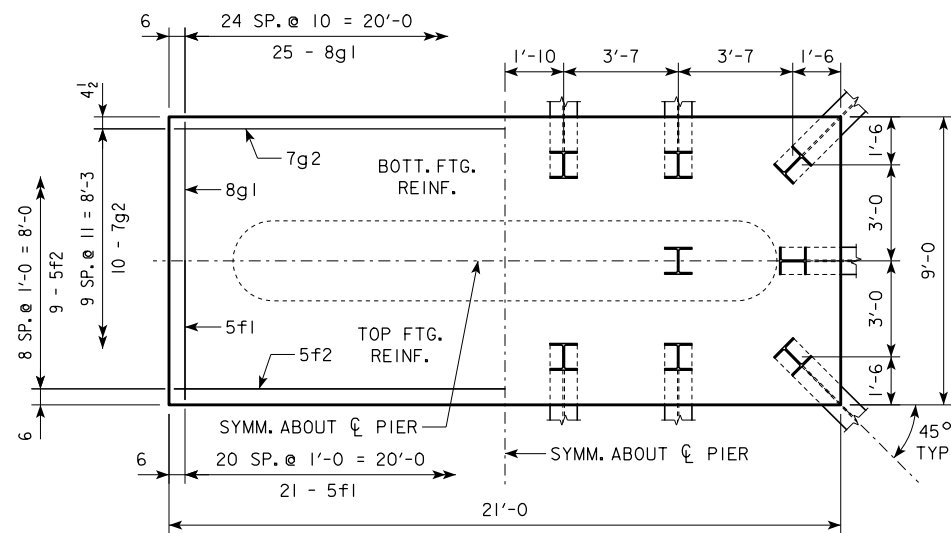 6
24 SP. @ 10 = 20'-0
25 - 8g1
1'-10
3'-7
3'-7
1'-6
4½
7g2
BOTT. FTG.
REINF.
8g1
8 SP. @ 1'-0 = 8'-0
9 - 5f2
9 SP. @ 11 = 8'-3
10 - 7g2
1'-6
3'-0
9'-0
3'-0
1'-6
5f1
TOP FTG.
REINF.
5f2
6
SYMM. ABOUT ℄ PIER
45°
TYP
6
20 SP. @ 1'-0 = 20'-0
21 - 5f1
SYMM. ABOUT ℄ PIER
21'-0